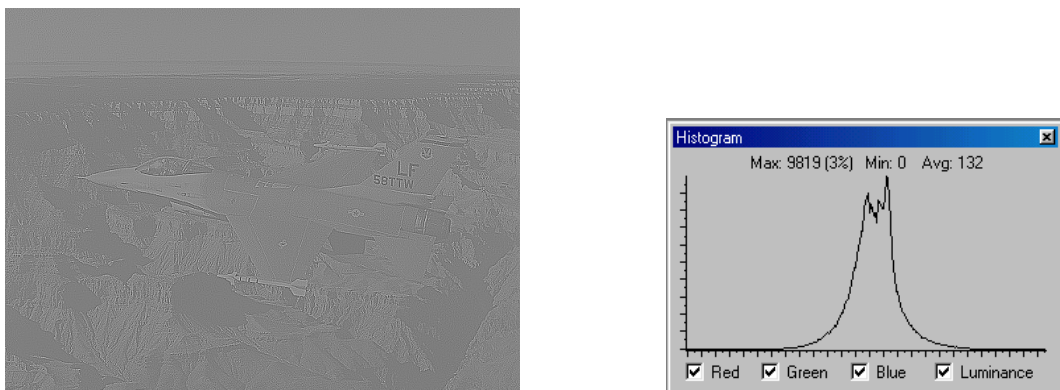 LF
58TTW
Histogram
Max: 9819 (3%) Min: 0 Avg: 132
Red Green Blue Luminance